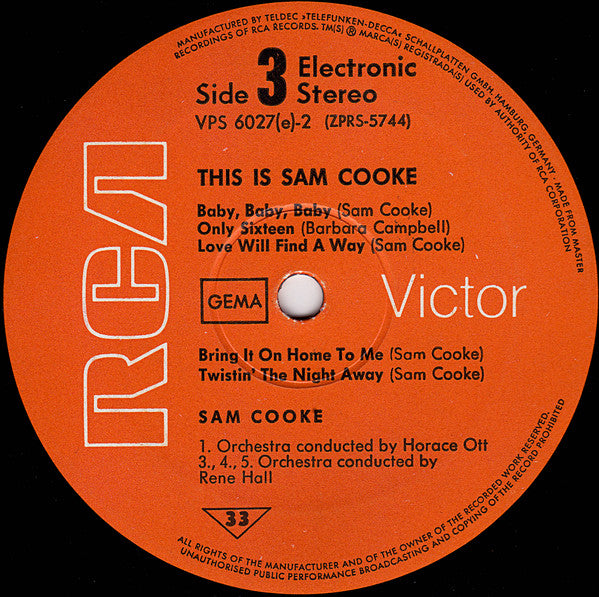 MANUFACTURED BY TELDEC »TELEFUNKEN-DECCA« SCHALLPLATTEN GMBH, HAMBURG, GERMANY · MADE FROM MASTER
RECORDINGS OF RCA RECORDS. TM(S) ® MARCA(S) REGISTRADA(S) USED BY AUTHORITY OF RCA CORPORATION
Side 3 Electronic
Stereo
VPS 6027(e)-2 (ZPRS-5744)
THIS IS SAM COOKE
Baby, Baby, Baby (Sam Cooke)
Only Sixteen (Barbara Campbell)
Love Will Find A Way (Sam Cooke)
RCA
GEMA
Victor
Bring It On Home To Me (Sam Cooke)
Twistin' The Night Away (Sam Cooke)
SAM COOKE
1. Orchestra conducted by Horace Ott
3., 4., 5. Orchestra conducted by
Rene Hall
33
ALL RIGHTS OF THE MANUFACTURER AND OF THE OWNER OF THE RECORDED WORK RESERVED.
UNAUTHORISED PUBLIC PERFORMANCE BROADCASTING AND COPYING OF THE RECORD PROHIBITED